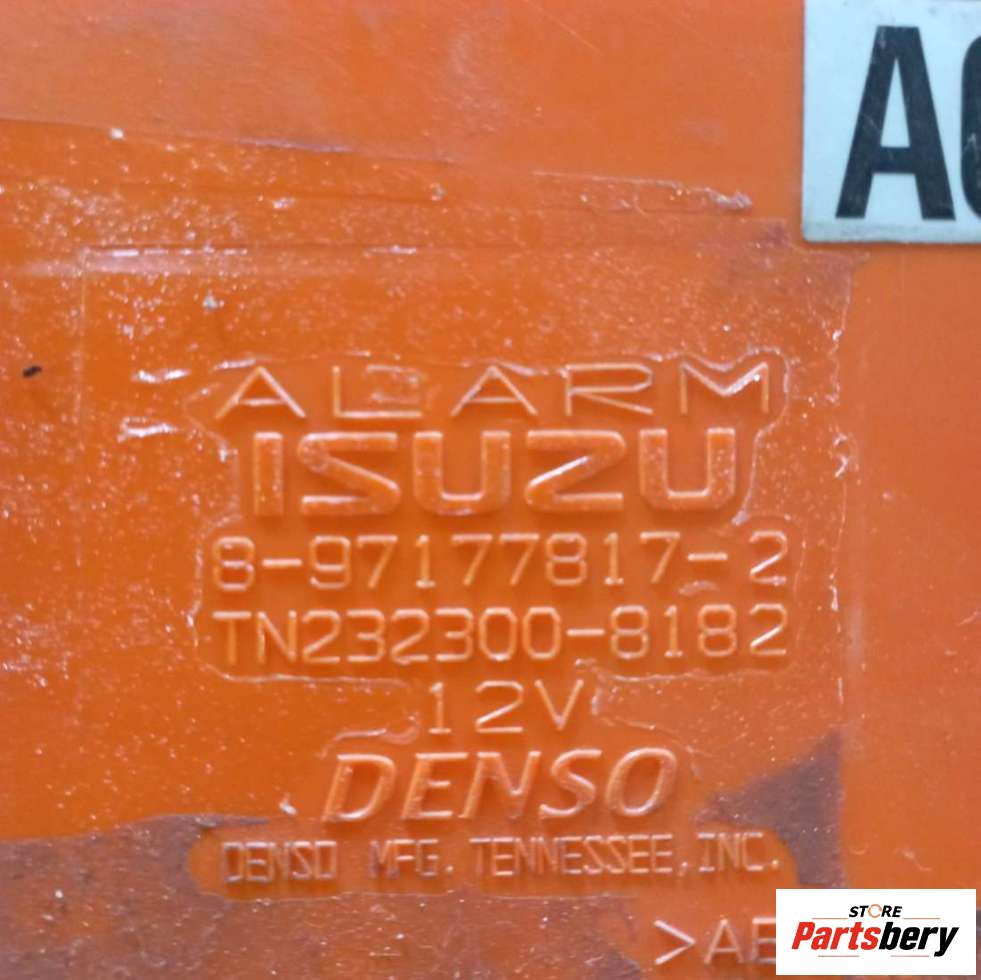 ALARM
ISUZU
8-97177817-2
TN232300-8182
12V
DENSO
DENSO MFG. TENNESSEE, INC.
STORE
Partsbery